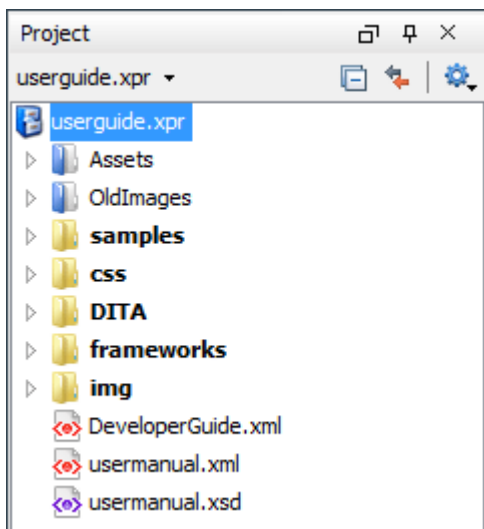 Project
userguide.xpr
userguide.xpr
Assets
OldImages
samples
css
DITA
frameworks
img
DeveloperGuide.xml
usermanual.xml
usermanual.xsd